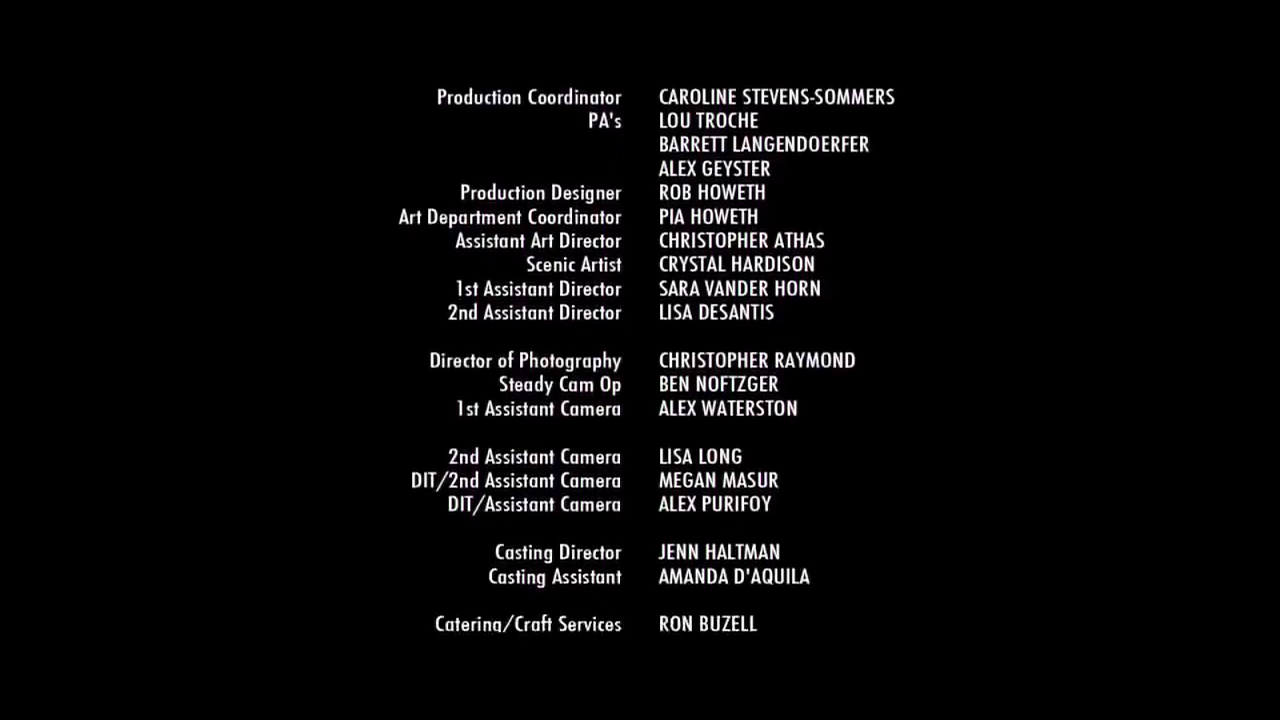 Production Coordinator CAROLINE STEVENS-SOMMERS
PA's LOU TROCHE
BARRETT LANGENDOERFER
ALEX GEYSTER
Production Designer ROB HOWETH
Art Department Coordinator PIA HOWETH
Assistant Art Director CHRISTOPHER ATHAS
Scenic Artist CRYSTAL HARDISON
1st Assistant Director SARA VANDER HORN
2nd Assistant Director LISA DESANTIS
Director of Photography CHRISTOPHER RAYMOND
Steady Cam Op BEN NOFTZGER
1st Assistant Camera ALEX WATERSTON
2nd Assistant Camera LISA LONG
DIT/2nd Assistant Camera MEGAN MASUR
DIT/Assistant Camera ALEX PURIFOY
Casting Director JENN HALTMAN
Casting Assistant AMANDA D'AQUILA
Catering/Craft Services RON BUZELL